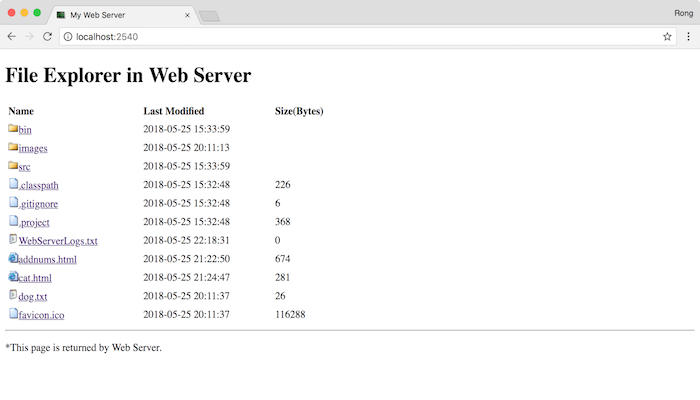 My Web Server
Rong
localhost:2540
File Explorer in Web Server
Name Last Modified Size(Bytes)
bin 2018-05-25 15:33:59
images 2018-05-25 20:11:13
src 2018-05-25 15:33:59
.classpath 2018-05-25 15:32:48 226
.gitignore 2018-05-25 15:32:48 6
.project 2018-05-25 15:32:48 368
WebServerLogs.txt 2018-05-25 22:18:31 0
addnums.html 2018-05-25 21:22:50 674
cat.html 2018-05-25 21:24:47 281
dog.txt 2018-05-25 20:11:37 26
favicon.ico 2018-05-25 20:11:37 116288
*This page is returned by Web Server.